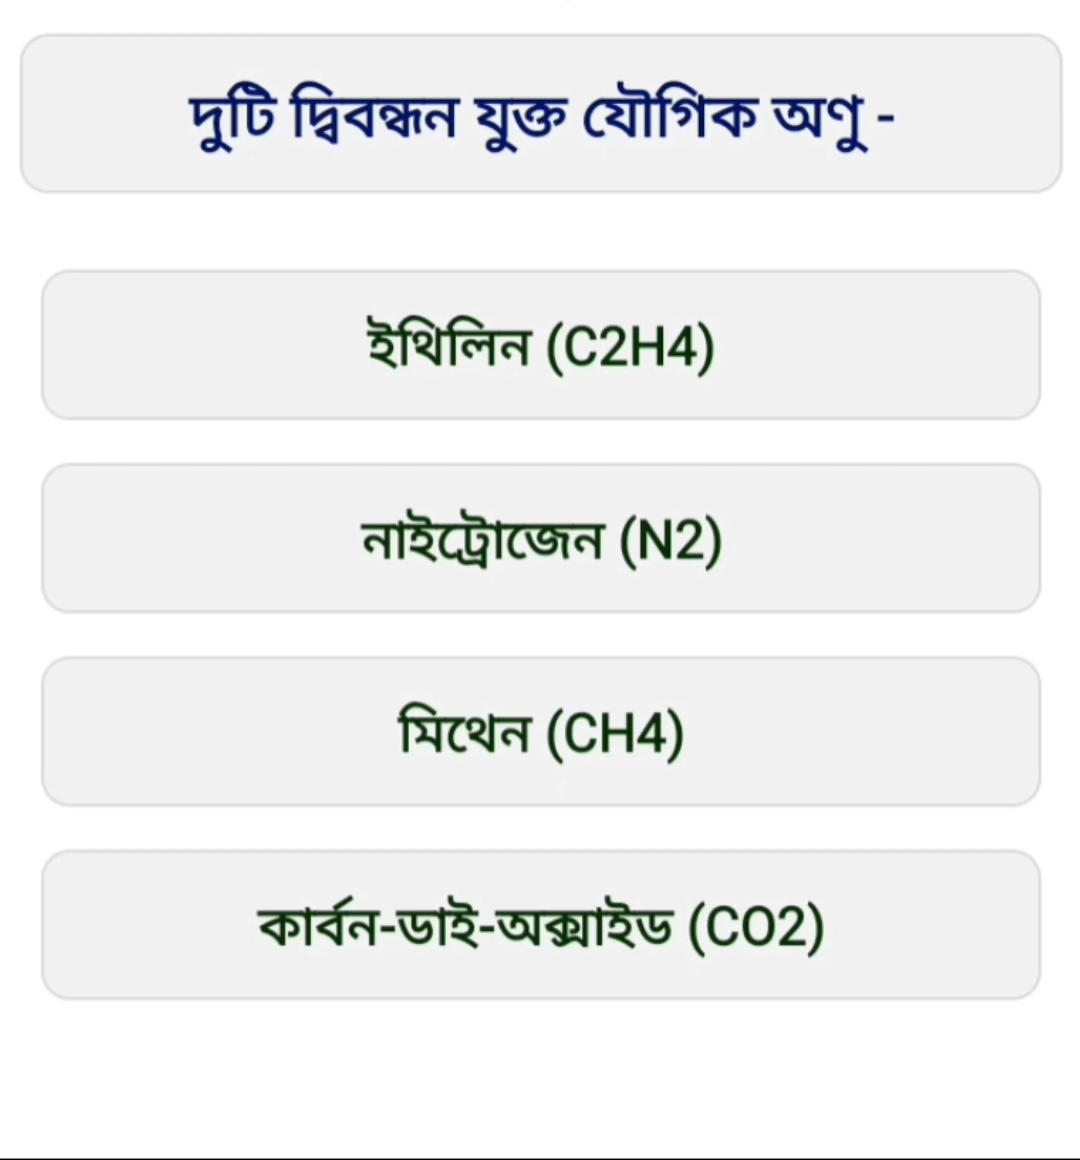 দুটি দ্বিবন্ধন যুক্ত যৌগিক অণু -
ইথিলিন (C2H4)
নাইট্রোজেন (N2)
মিথেন (CH4)
কার্বন-ডাই-অক্সাইড (CO2)